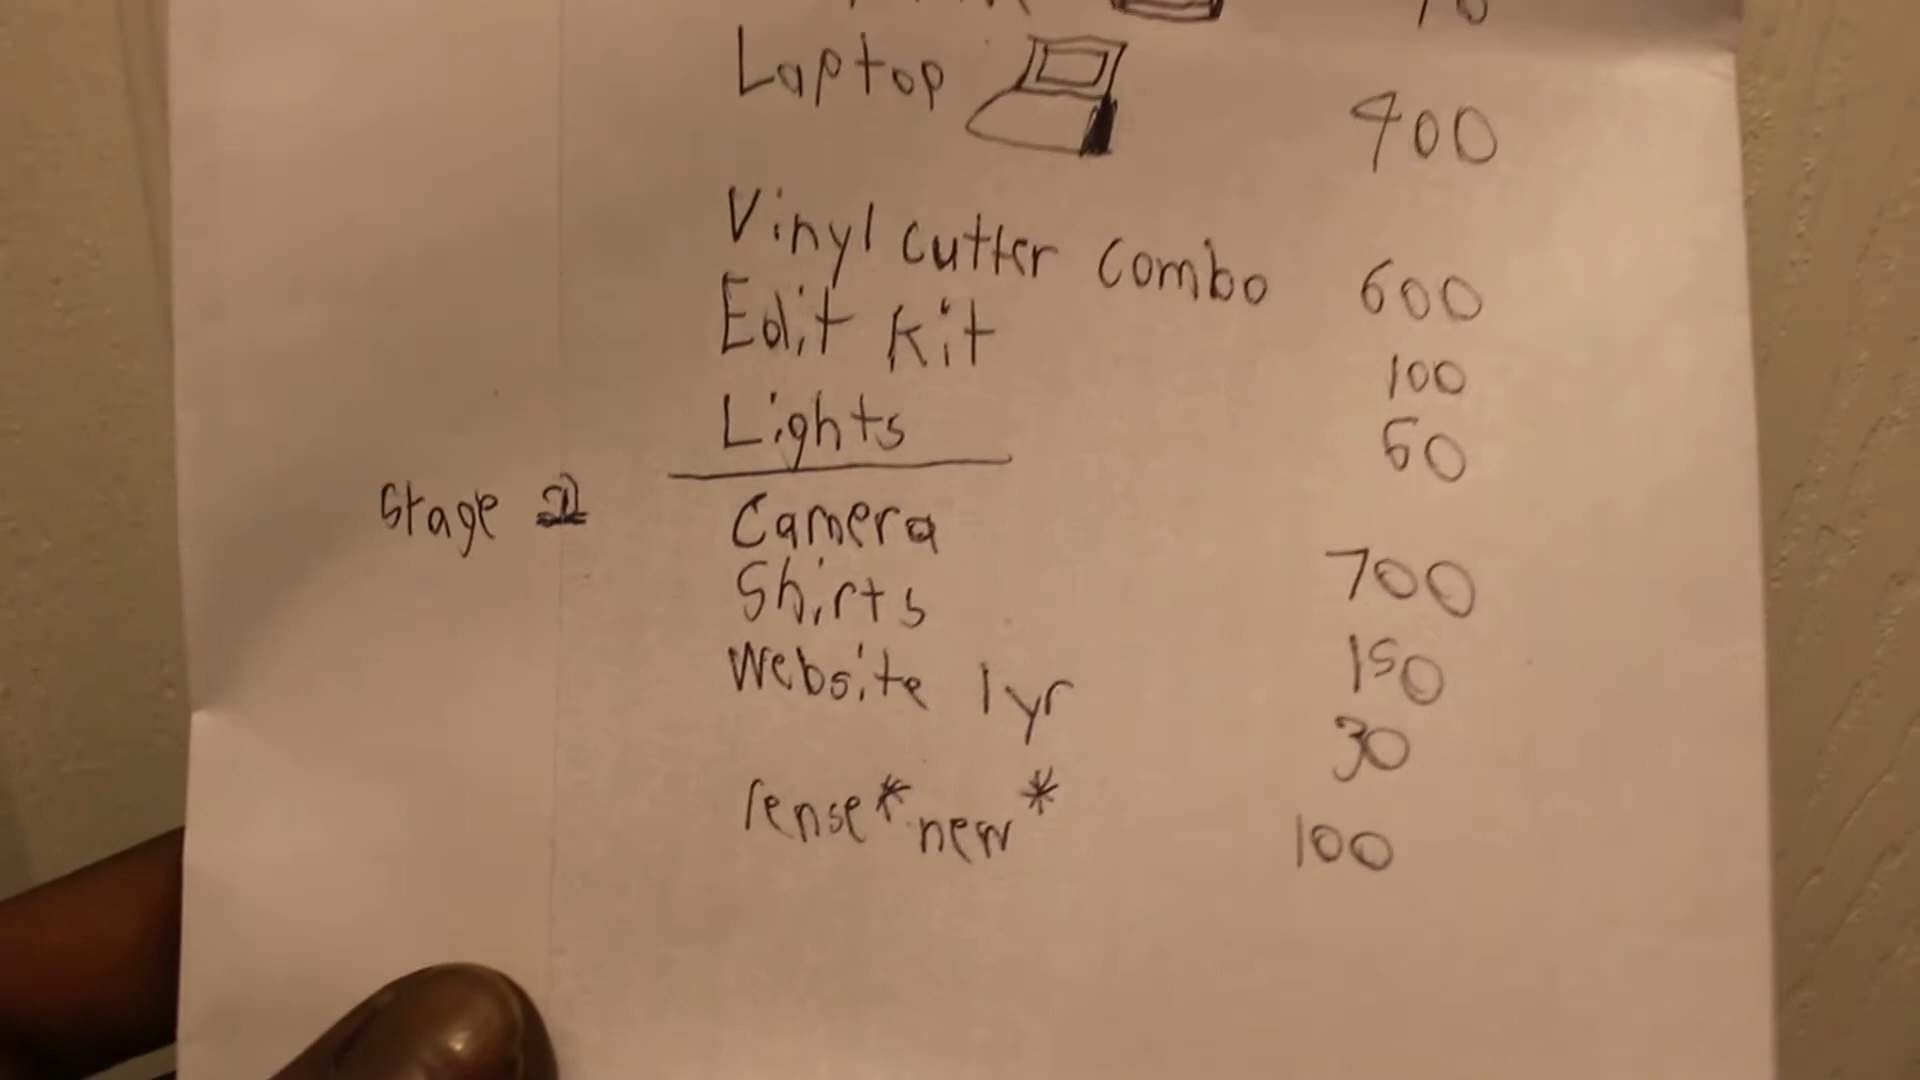 Laptop 400
Vinyl cutter combo 600
Edit kit 100
Lights 60
Stage 2 Camera 700
Shirts 150
Website 1yr 30
lense *new* 100